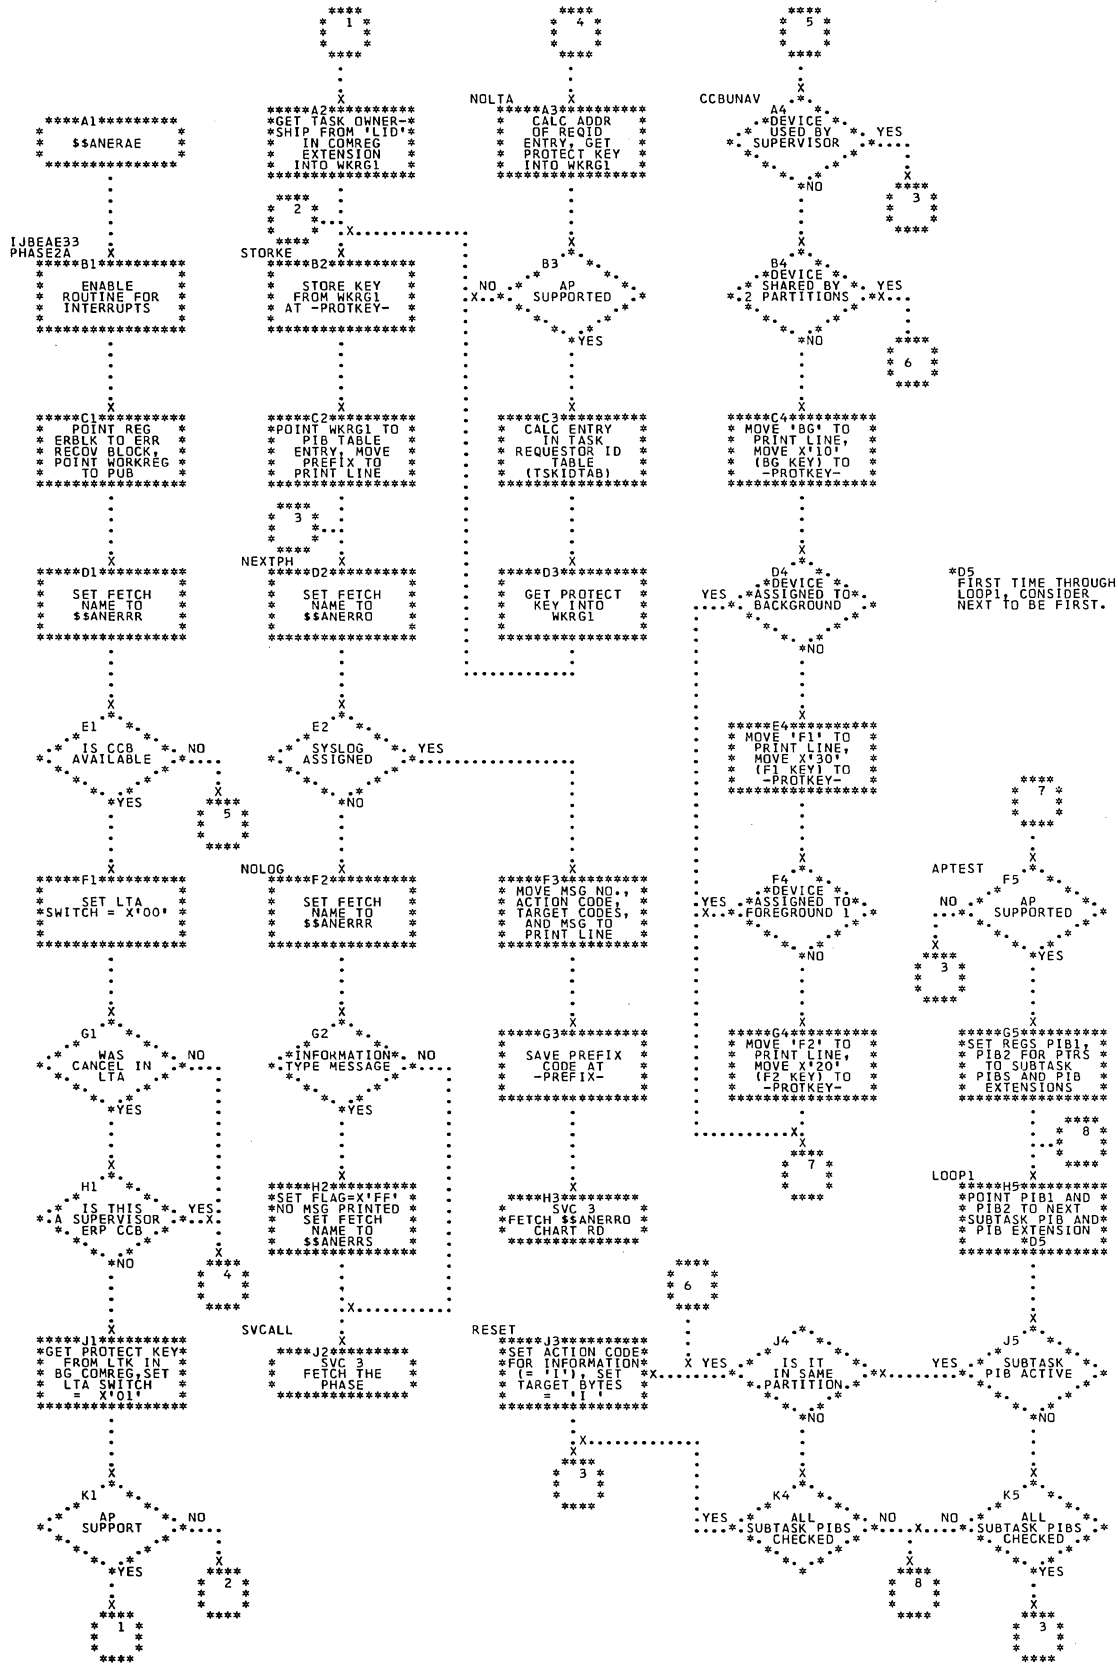 1
4
5
*****A2**********
*GET TASK OWNER-*
*SHIP FROM 'LID'*
IN COMREG
EXTENSION
INTO WKRG1
NOLTA
*****A3**********
CALC ADDR
OF REQID
ENTRY, GET
PROTECT KEY
INTO WKRG1
CCBUNAV
A4
*DEVICE
USED BY
SUPERVISOR
YES
*NO
3
****A1*********
$$ANERAE
2
IJBEAE33
PHASE2A
*****B1**********
ENABLE
ROUTINE FOR
INTERRUPTS
STORKE
*****B2**********
STORE KEY
FROM WKRG1
AT -PROTKEY-
B3
AP
SUPPORTED
NO
*YES
B4
*DEVICE
SHARED BY
2 PARTITIONS
YES
*NO
6
*****C1**********
POINT REG
ERBLK TO ERR
RECOV BLOCK,
POINT WORKREG
TO PUB
*****C2**********
*POINT WKRG1 TO
PIB TABLE
ENTRY, MOVE
PREFIX TO
PRINT LINE
*****C3**********
CALC ENTRY
IN TASK
REQUESTOR ID
TABLE
(TSKIDTAB)
*****C4**********
MOVE 'BG' TO
PRINT LINE,
MOVE X'10'
(BG KEY) TO
-PROTKEY-
3
*****D1**********
SET FETCH
NAME TO
$$ANERRR
NEXTPH
*****D2**********
SET FETCH
NAME TO
$$ANERRO
*****D3**********
GET PROTECT
KEY INTO
WKRG1
D4
*DEVICE
*ASSIGNED TO*
BACKGROUND
YES
*NO
*D5
FIRST TIME THROUGH
LOOP1, CONSIDER
NEXT TO BE FIRST.
E1
IS CCB
AVAILABLE
NO
*YES
5
E2
SYSLOG
ASSIGNED
YES
*NO
*****E4**********
MOVE 'F1' TO
PRINT LINE,
MOVE X'30'
(F1 KEY) TO
-PROTKEY-
7
*****F1**********
SET LTA
*SWITCH = X'00'
NOLOG
*****F2**********
SET FETCH
NAME TO
$$ANERRR
*****F3**********
MOVE MSG NO.,
ACTION CODE,
TARGET CODES,
AND MSG TO
PRINT LINE
F4
*DEVICE
*ASSIGNED TO*
FOREGROUND 1
YES
*NO
APTEST
F5
AP
SUPPORTED
NO
*YES
3
G1
WAS
CANCEL IN
LTA
NO
*YES
G2
*INFORMATION*
TYPE MESSAGE
NO
*YES
*****G3**********
SAVE PREFIX
CODE AT
-PREFIX-
*****G4**********
MOVE 'F2' TO
PRINT LINE,
MOVE X'20'
(F2 KEY) TO
-PROTKEY-
7
*****G5**********
*SET REGS PIB1,
PIB2 FOR PTRS
TO SUBTASK
PIBS AND PIB
EXTENSIONS
8
H1
IS THIS
A SUPERVISOR
ERP CCB
YES
*NO
4
*****H2**********
*SET FLAG=X'FF'
*NO MSG PRINTED
SET FETCH
NAME TO
$$ANERRS
****H3*********
SVC 3
*FETCH $$ANERRO
CHART RD
LOOP1
*****H5**********
*POINT PIB1 AND
PIB2 TO NEXT
*SUBTASK PIB AND*
PIB EXTENSION
*D5
6
*****J1**********
*GET PROTECT KEY*
FROM LTK IN
BG COMREG,SET
LTA SWITCH
= X'01'
SVCALL
****J2*********
SVC 3
FETCH THE
PHASE
RESET
*****J3**********
*SET ACTION CODE*
*FOR INFORMATION*
(= 'I'), SET
TARGET BYTES
= 'I '
J4
IS IT
IN SAME
PARTITION
YES
*NO
J5
SUBTASK
PIB ACTIVE
YES
*NO
3
K1
AP
SUPPORT
NO
*YES
2
1
K4
ALL
SUBTASK PIBS
CHECKED
YES
NO
8
K5
ALL
SUBTASK PIBS
CHECKED
NO
*YES
3